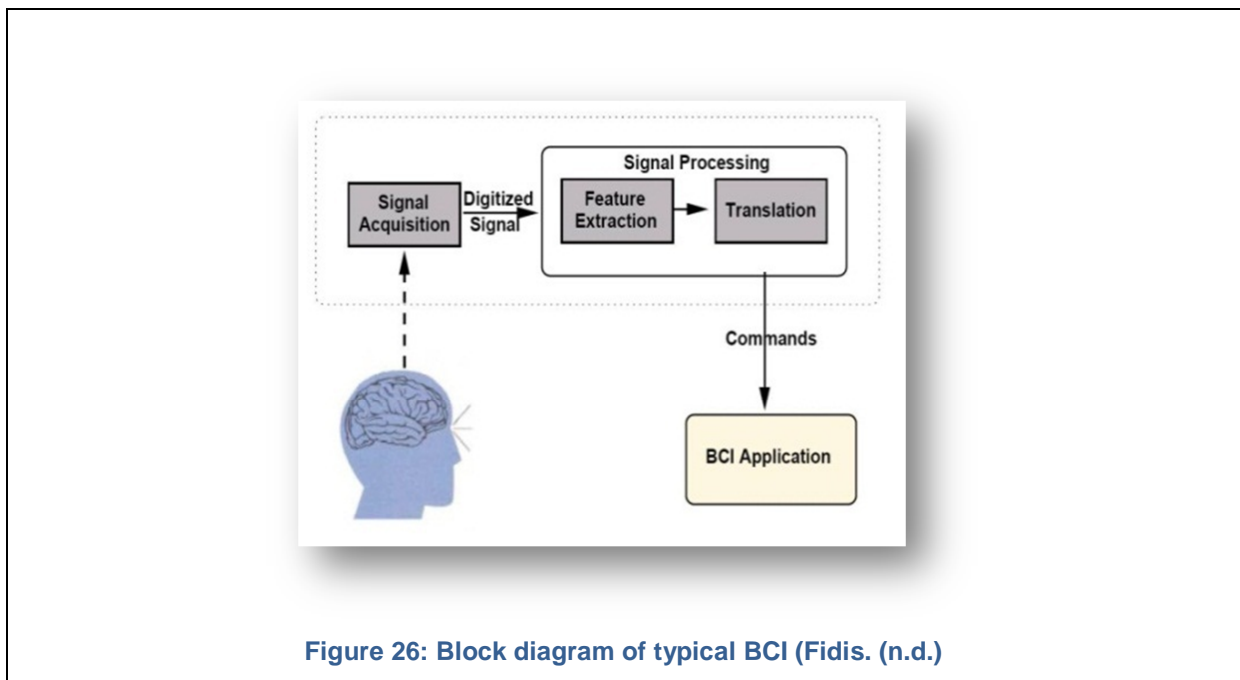 Signal Processing
Signal
Acquisition
Digitized
Signal
Feature
Extraction
Translation
Commands
BCI Application
Figure 26: Block diagram of typical BCI (Fidis. (n.d.)